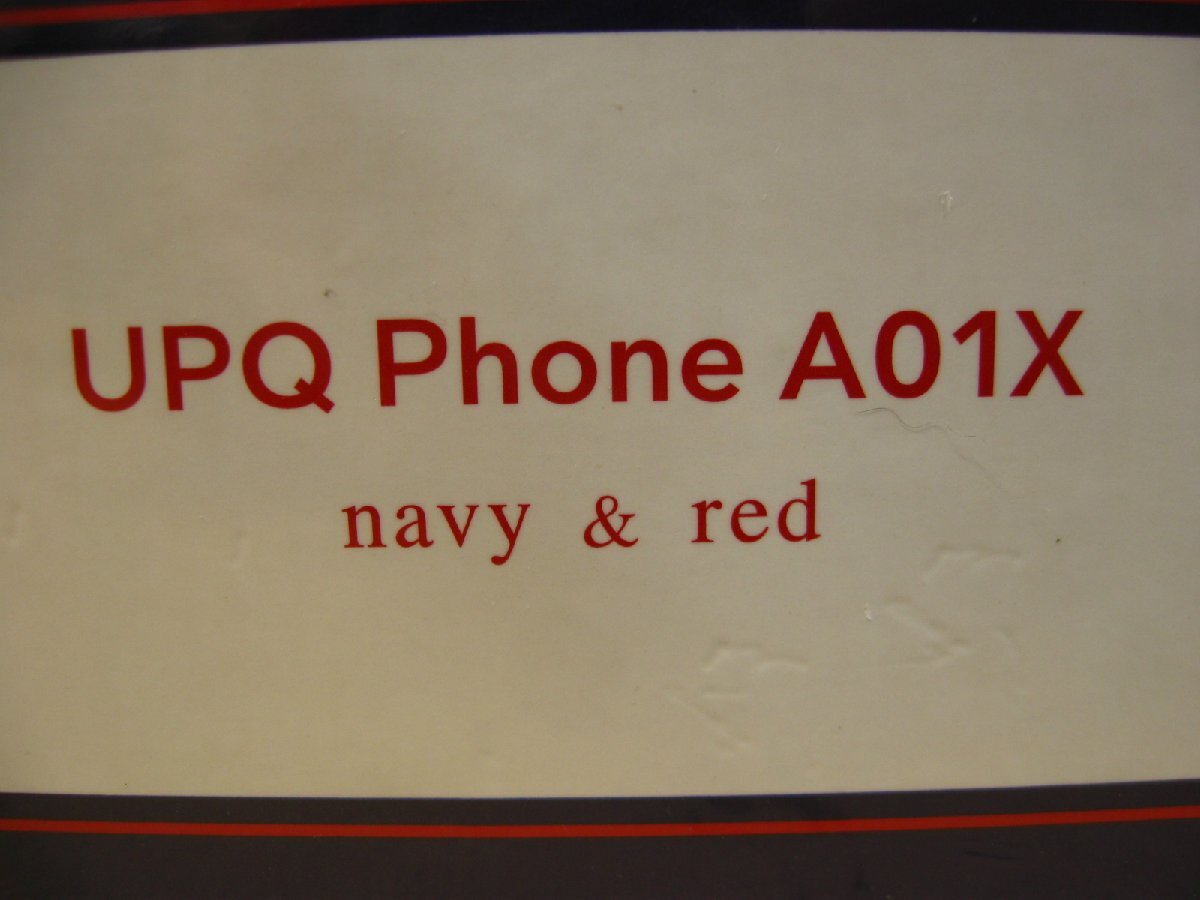 UPQ Phone A01X
navy & red